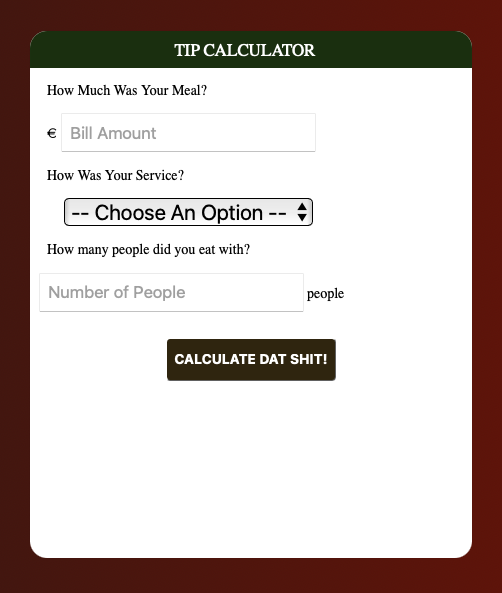 TIP CALCULATOR
How Much Was Your Meal?
€ Bill Amount
How Was Your Service?
-- Choose An Option --
How many people did you eat with?
Number of People people
CALCULATE DAT SHIT!